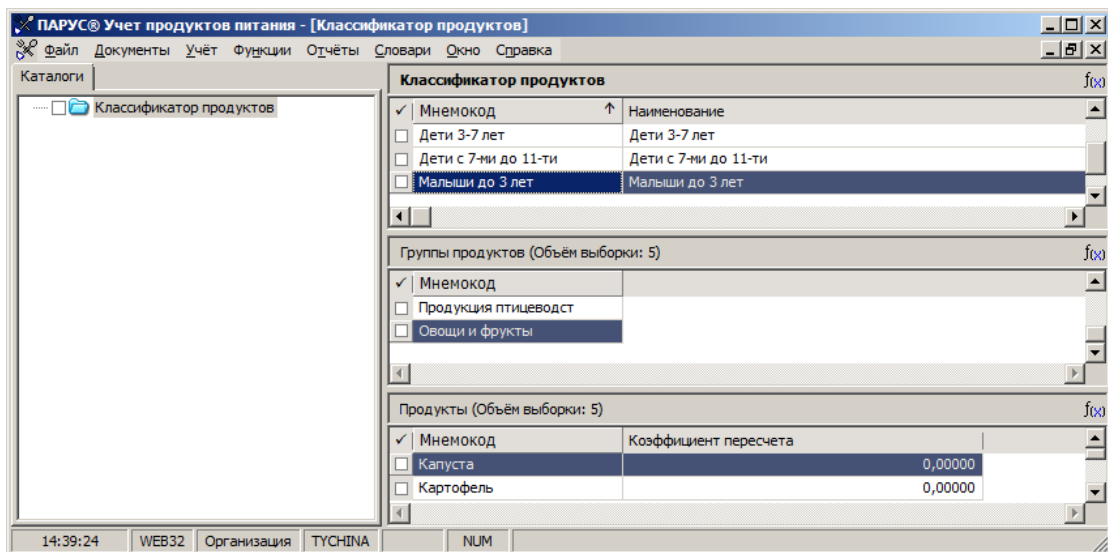 ПАРУС® Учет продуктов питания - [Классификатор продуктов]
Файл Документы Учёт Функции Отчёты Словари Окно Справка
Каталоги
Классификатор продуктов
Классификатор продуктов f(x)
✓ Мнемокод ↑ Наименование
Дети 3-7 лет Дети 3-7 лет
Дети с 7-ми до 11-ти Дети с 7-ми до 11-ти
Малыши до 3 лет Малыши до 3 лет
Группы продуктов (Объём выборки: 5) f(x)
✓ Мнемокод
Продукция птицеводст
Овощи и фрукты
Продукты (Объём выборки: 5) f(x)
✓ Мнемокод Коэффициент пересчета
Капуста 0,00000
Картофель 0,00000
14:39:24 WEB32 Организация TYCHINA NUM